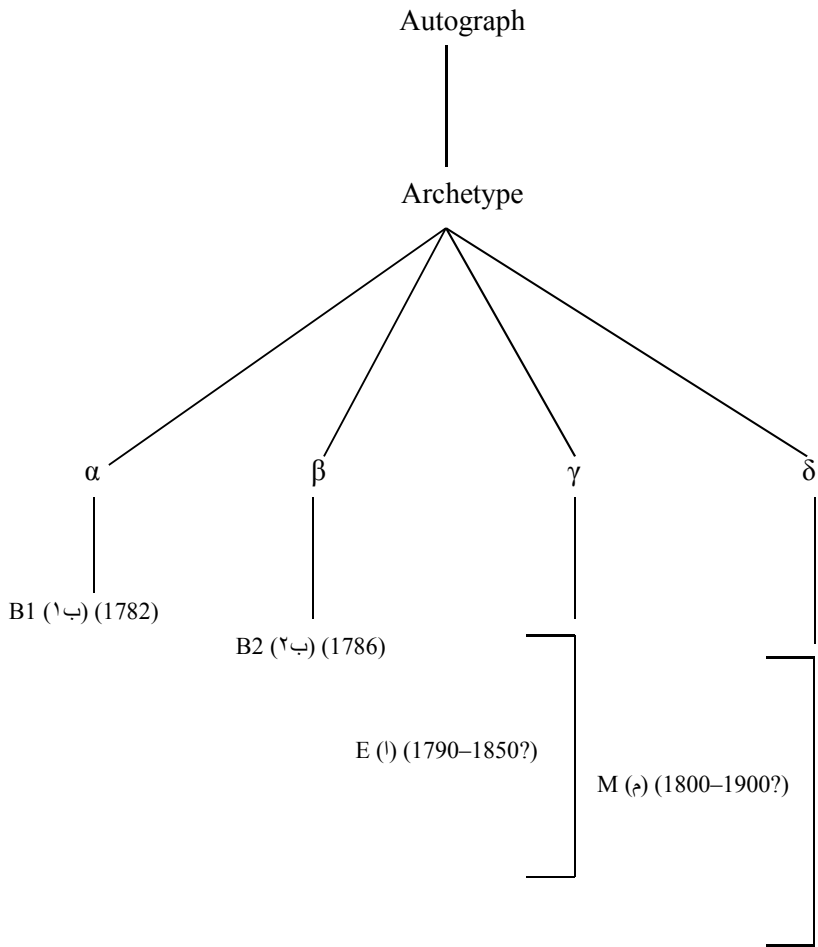 Autograph
Archetype
α
β
γ
δ
B1 (ب١) (1782)
B2 (ب٢) (1786)
E (ا) (1790–1850?)
M (م) (1800–1900?)